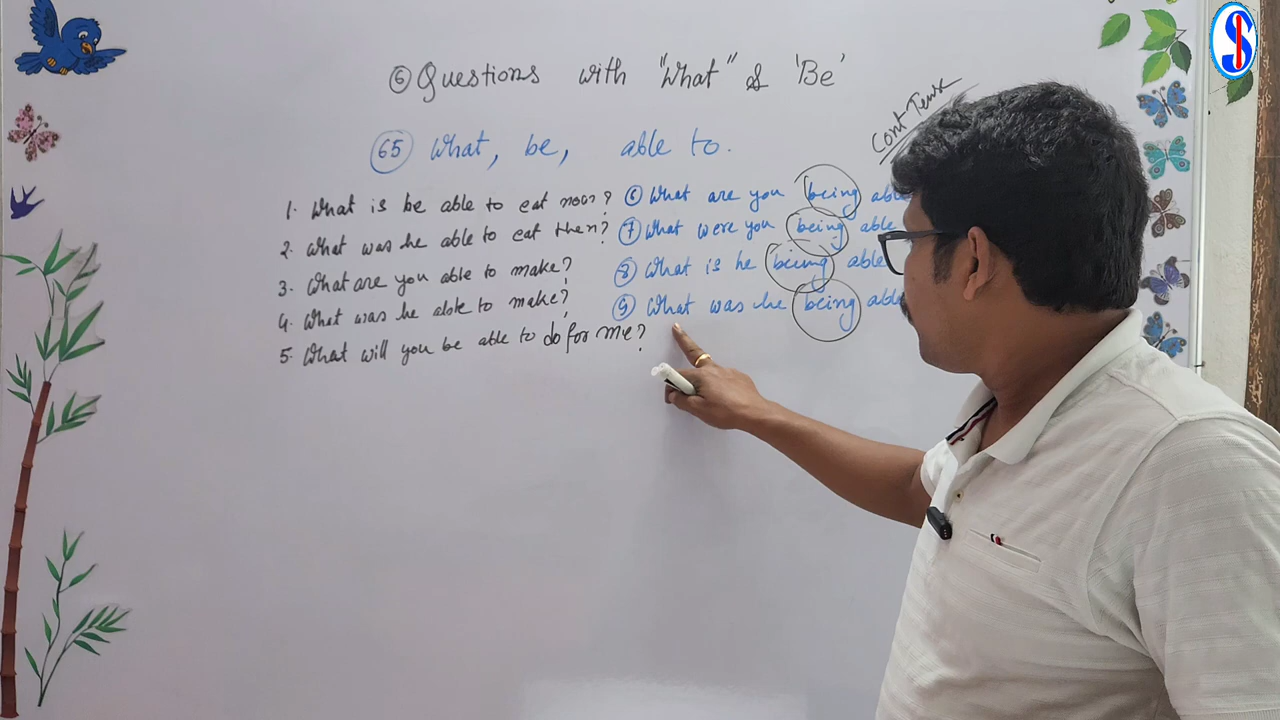 ⑥ Questions with "What" & 'Be'
Cont Tense
65 What, be, able to.
1. What is he able to eat now?
2. What was he able to eat then?
3. What are you able to make?
4. What was he able to make?
5. What will you be able to do for me?
⑥ What are you being able
⑦ What were you being able
⑧ What is he being able
⑨ What was he being able